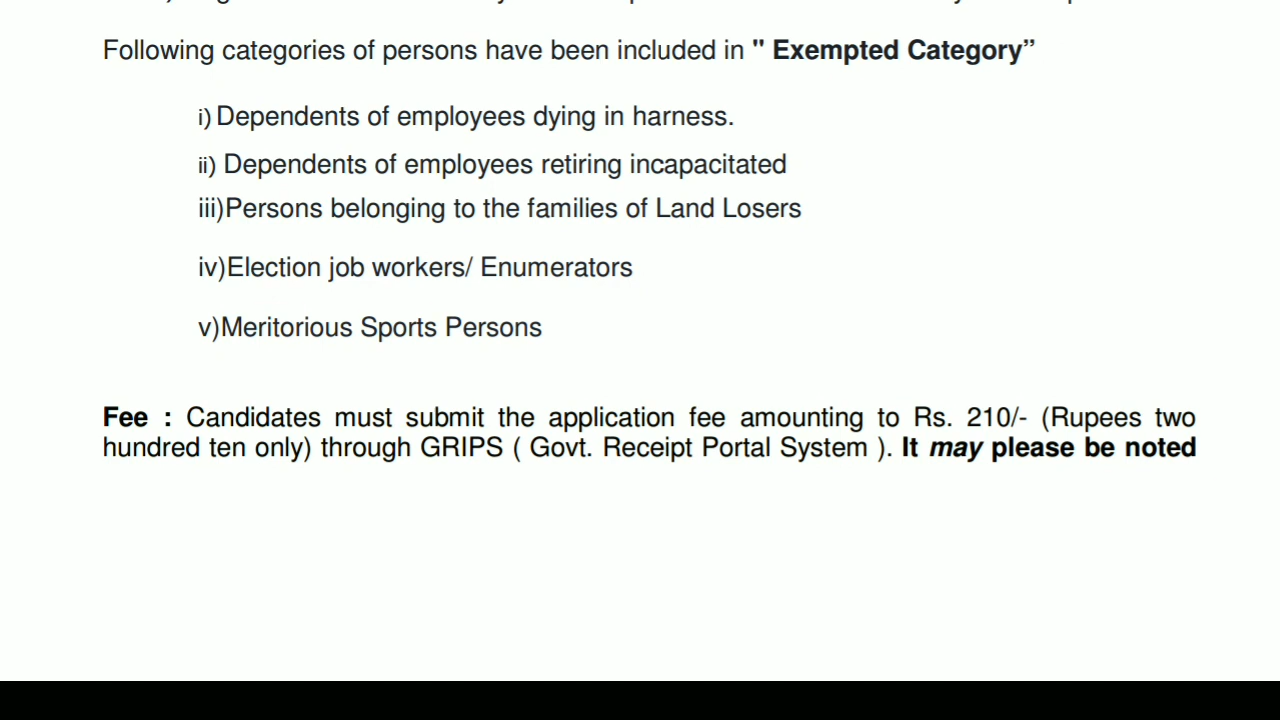 Following categories of persons have been included in " Exempted Category”
i) Dependents of employees dying in harness.
ii) Dependents of employees retiring incapacitated
iii)Persons belonging to the families of Land Losers
iv)Election job workers/ Enumerators
v)Meritorious Sports Persons
Fee : Candidates must submit the application fee amounting to Rs. 210/- (Rupees two
hundred ten only) through GRIPS ( Govt. Receipt Portal System ). It may please be noted